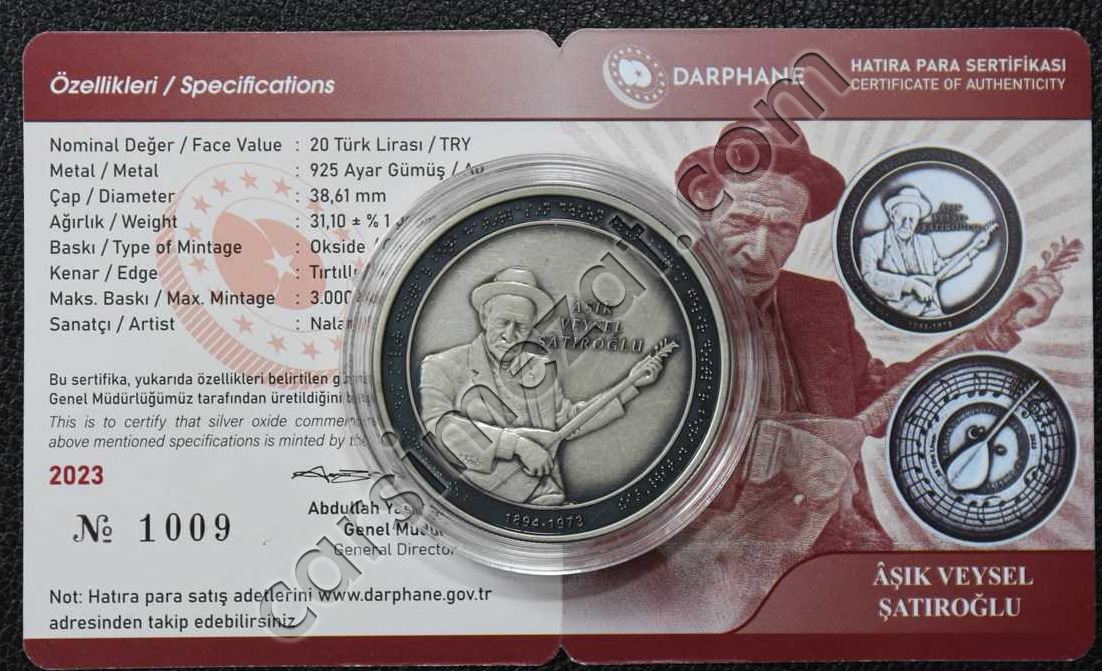 Özellikleri / Specifications
Nominal Değer / Face Value : 20 Türk Lirası / TRY
Metal / Metal : 925 Ayar Gümüş /
Çap / Diameter : 38,61 mm
Ağırlık / Weight : 31,10 ± % 1
Baskı / Type of Mintage : Okside /
Kenar / Edge :
Maks. Baskı / Max. Mintage : 3.000
Sanatçı / Artist :
Bu sertifika, yukarıda özellikleri belirtilen
Genel Müdürlüğümüz tarafından üretildiğini
This is to certify that silver oxide
above mentioned specifications is minted by
2023
№ 1009
Abdullah
Genel
General Director
Not: Hatıra para satış adetlerini www.darphane.gov.tr
adresinden takip edebilirsiniz
DARPHANE
HATIRA PARA SERTİFİKASI
CERTIFICATE OF AUTHENTICITY
ÂŞIK
VEYSEL
ŞATIROĞLU
1894-1973
ÂŞIK
VEYSEL
ŞATIROĞLU
1894-1973
ÂŞIK VEYSEL
ŞATIROĞLU